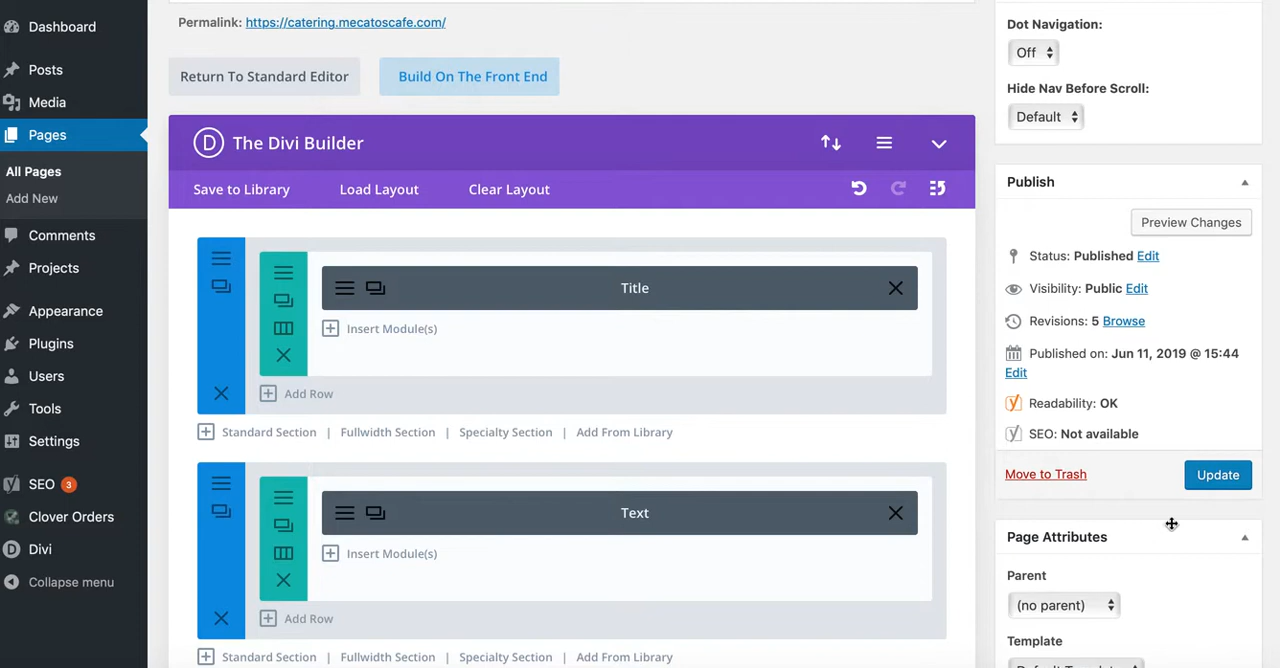 Dashboard
Posts
Media
Pages
All Pages
Add New
Comments
Projects
Appearance
Plugins
Users
Tools
Settings
SEO 3
Clover Orders
Divi
Collapse menu
Permalink: https://catering.mecatoscafe.com/
Return To Standard Editor
Build On The Front End
D The Divi Builder
Save to Library
Load Layout
Clear Layout
Title
Insert Module(s)
Add Row
Standard Section | Fullwidth Section | Specialty Section | Add From Library
Text
Insert Module(s)
Add Row
Standard Section | Fullwidth Section | Specialty Section | Add From Library
Dot Navigation:
Off
Hide Nav Before Scroll:
Default
Publish
Preview Changes
Status: Published Edit
Visibility: Public Edit
Revisions: 5 Browse
Published on: Jun 11, 2019 @ 15:44
Edit
Readability: OK
SEO: Not available
Move to Trash
Update
Page Attributes
Parent
(no parent)
Template
Default Template